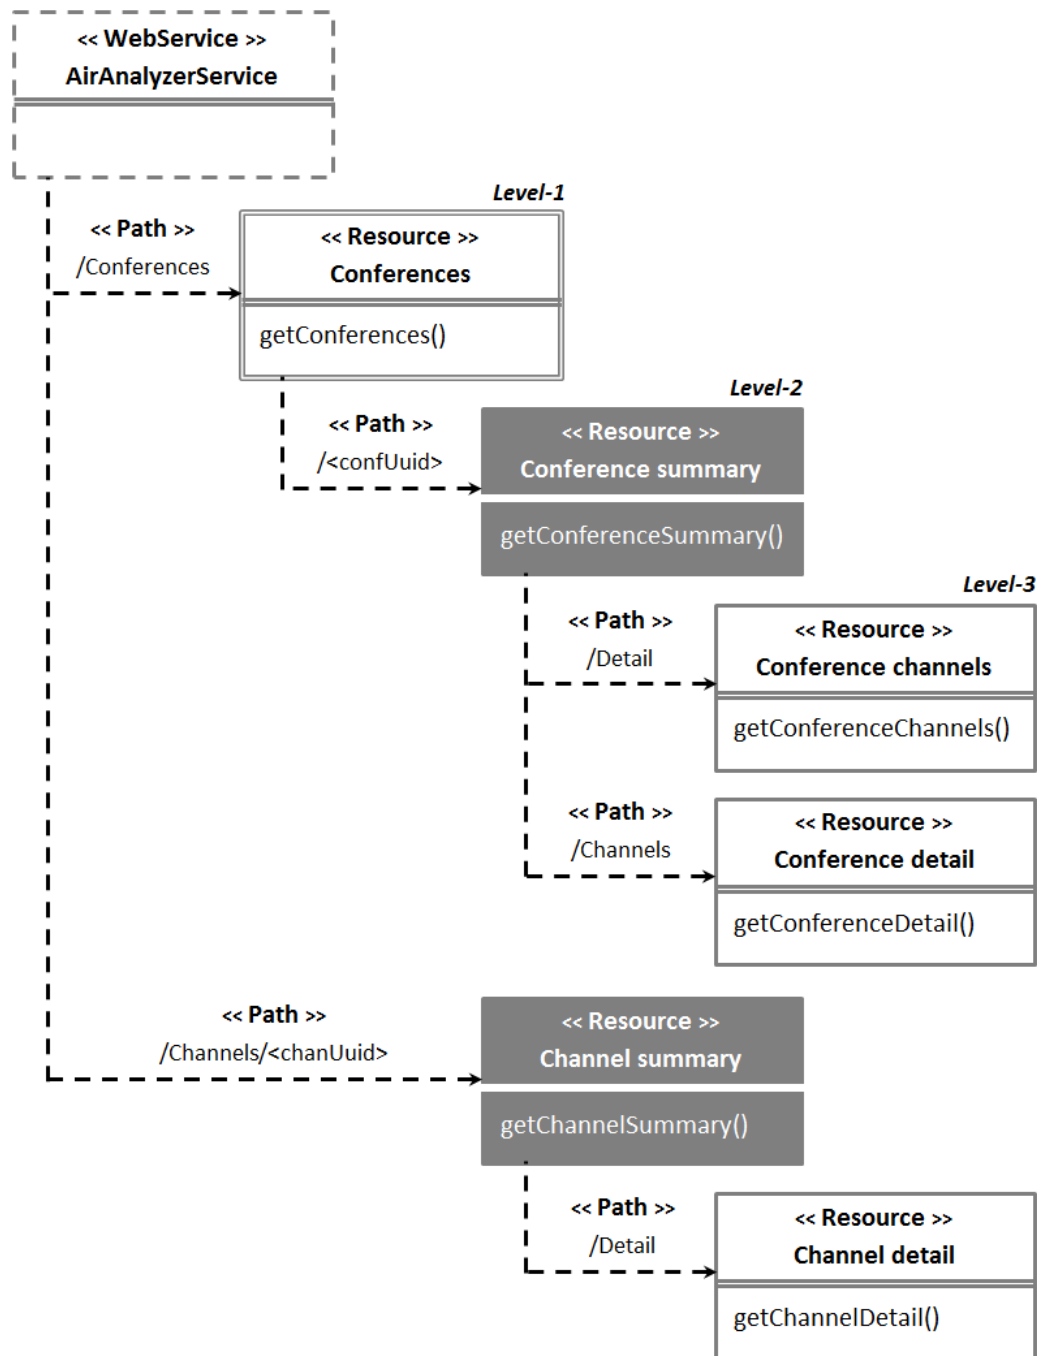 << WebService >>
AirAnalyzerService
Level-1
<< Path >>
/Conferences
<< Resource >>
Conferences
getConferences()
Level-2
<< Path >>
/<confUuid>
<< Resource >>
Conference summary
getConferenceSummary()
Level-3
<< Path >>
/Detail
<< Resource >>
Conference channels
getConferenceChannels()
<< Path >>
/Channels
<< Resource >>
Conference detail
getConferenceDetail()
<< Path >>
/Channels/<chanUuid>
<< Resource >>
Channel summary
getChannelSummary()
<< Path >>
/Detail
<< Resource >>
Channel detail
getChannelDetail()